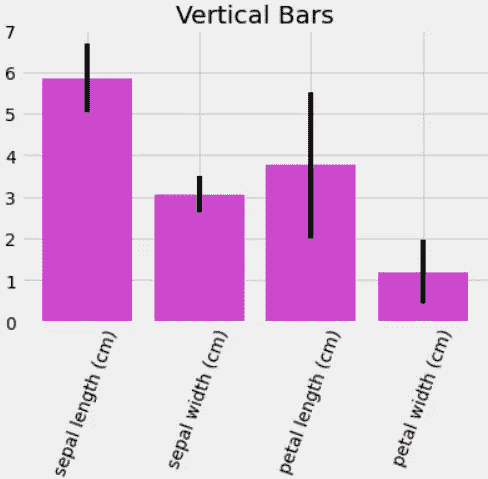 Vertical Bars
7
6
5
4
3
2
1
0
sepal length (cm)
sepal width (cm)
petal length (cm)
petal width (cm)